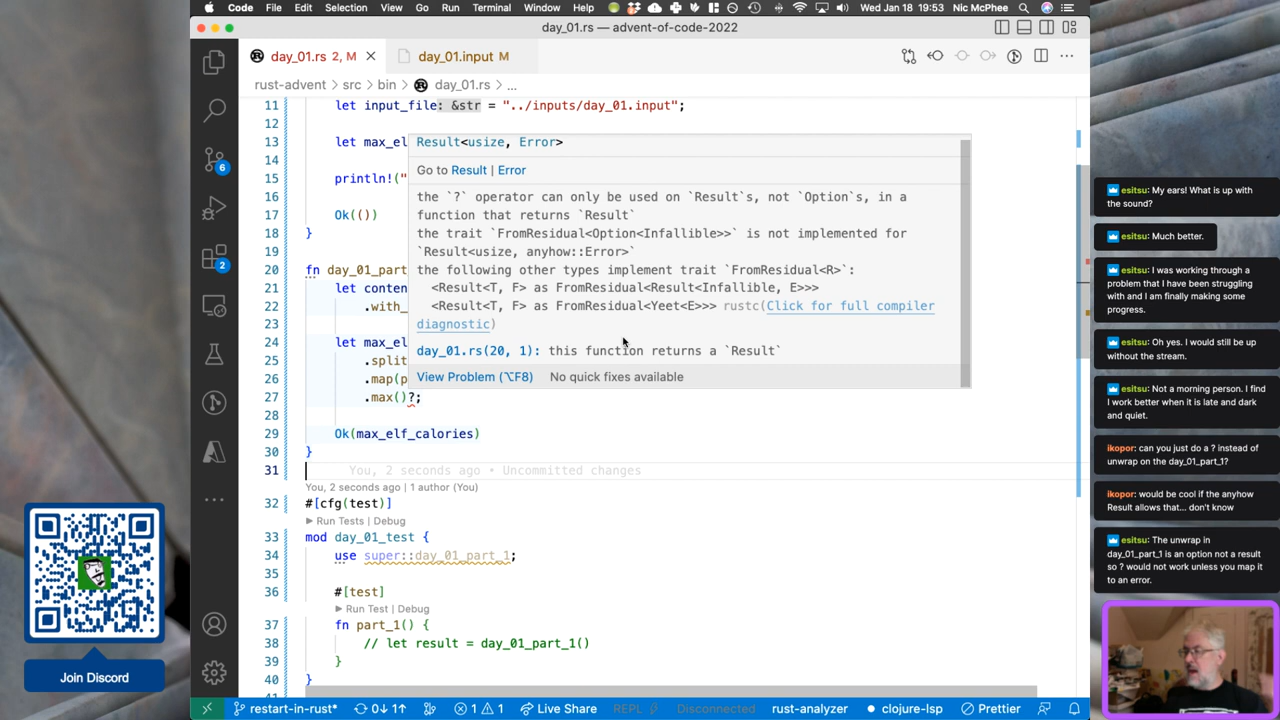 Code File Edit Selection View Go Run Terminal Window Help Wed Jan 18 19:53 Nic McPhee
day_01.rs — advent-of-code-2022
day_01.rs 2, M
day_01.input M
rust-advent › src › bin › day_01.rs › ...
11 let input_file: &str = "../inputs/day_01.input";
12
13 let max_el
14
15 println!("
16
17 Ok(())
18 }
19
20 fn day_01_part
21 let conten
22 .with_
23
24 let max_el
25 .split
26 .map(p
27 .max()?;
28
29 Ok(max_elf_calories)
30 }
31 You, 2 seconds ago • Uncommitted changes
You, 2 seconds ago | 1 author (You)
32 #[cfg(test)]
Run Tests | Debug
33 mod day_01_test {
34 use super::day_01_part_1;
35
36 #[test]
Run Test | Debug
37 fn part_1() {
38 // let result = day_01_part_1()
39 }
40 }
Result<usize, Error>
Go to Result | Error
the `?` operator can only be used on `Result`s, not `Option`s, in a
function that returns `Result`
the trait `FromResidual<Option<Infallible>>` is not implemented for
`Result<usize, anyhow::Error>`
the following other types implement trait `FromResidual<R>`:
<Result<T, F> as FromResidual<Result<Infallible, E>>>
<Result<T, F> as FromResidual<Yeet<E>>> rustc(Click for full compiler
diagnostic)
day_01.rs(20, 1): this function returns a `Result`
View Problem (⌥F8) No quick fixes available
6
2
restart-in-rust* 0↓ 1↑ 1 1 Live Share REPL Disconnected rust-analyzer clojure-lsp Prettier
Join Discord
esitsu: My ears! What is up with
the sound?
esitsu: Much better.
esitsu: I was working through a
problem that I have been struggling
with and I am finally making some
progress.
esitsu: Oh yes. I would still be up
without the stream.
esitsu: Not a morning person. I find
I work better when it is late and dark
and quiet.
ikopor: can you just do a ? instead of
unwrap on the day_01_part_1?
ikopor: would be cool if the anyhow
Result allows that... don't know
esitsu: The unwrap in
day_01_part_1 is an option not a result
so ? would not work unless you map it
to an error.